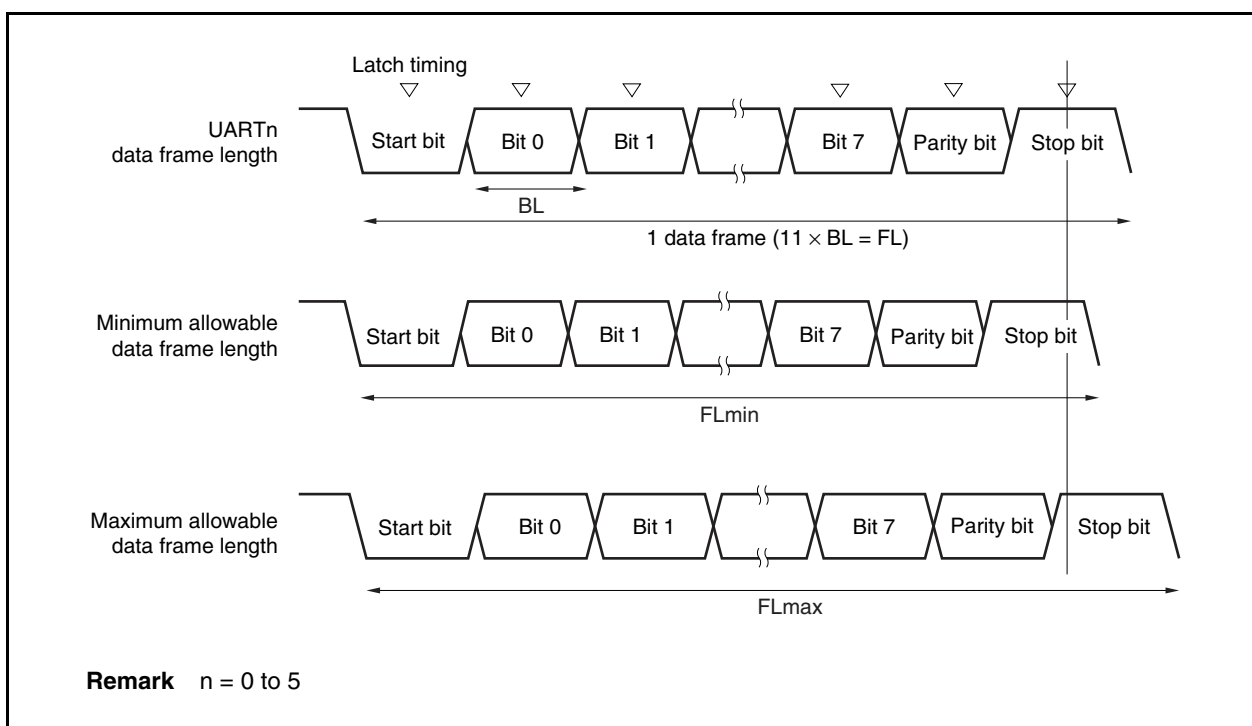 Latch timing
UARTn
data frame length
Start bit
Bit 0
Bit 1
Bit 7
Parity bit
Stop bit
BL
1 data frame (11 × BL = FL)
Minimum allowable
data frame length
Start bit
Bit 0
Bit 1
Bit 7
Parity bit
Stop bit
FLmin
Maximum allowable
data frame length
Start bit
Bit 0
Bit 1
Bit 7
Parity bit
Stop bit
FLmax
Remark n = 0 to 5